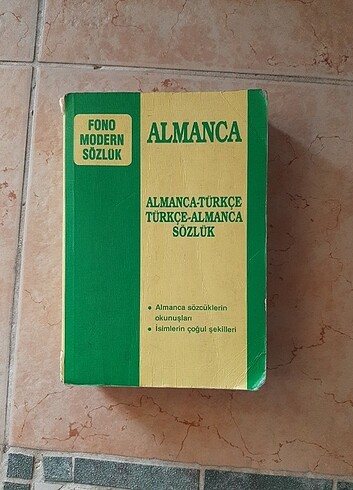 FONO
MODERN
SÖZLÜK
ALMANCA
ALMANCA-TÜRKÇE
TÜRKÇE-ALMANCA
SÖZLÜK
• Almanca sözcüklerin
okunuşları
• İsimlerin çoğul şekilleri